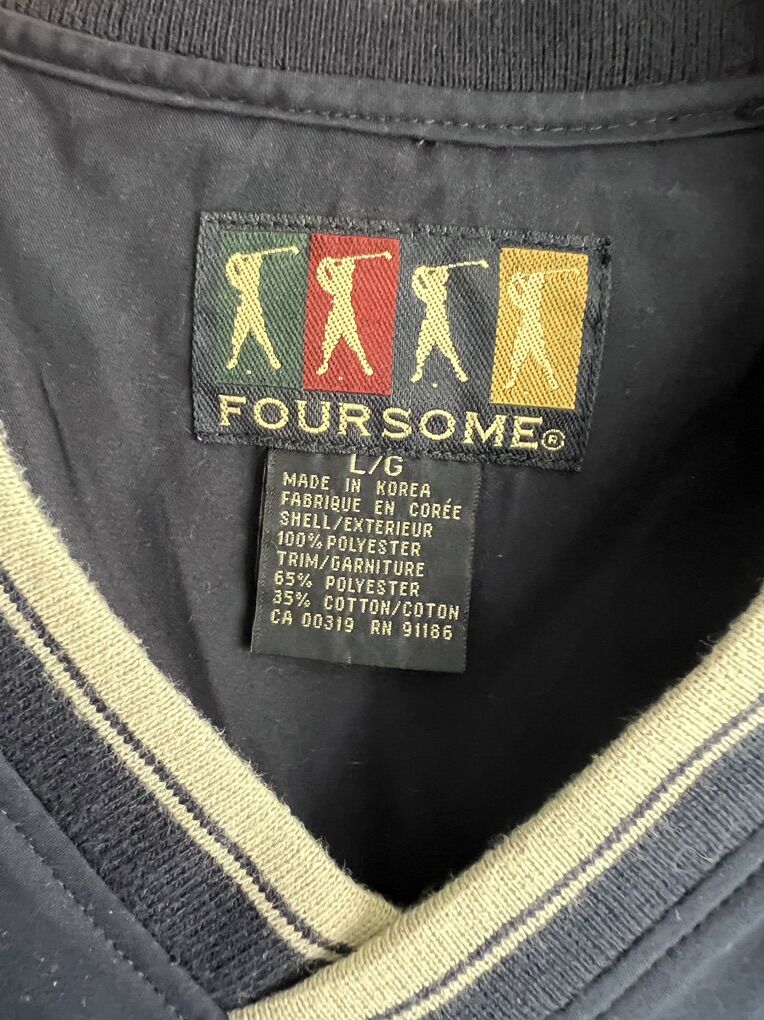 FOURSOME®
L/G
MADE IN KOREA
FABRIQUE EN CORÉE
SHELL/EXTERIEUR
100% POLYESTER
TRIM/GARNITURE
65% POLYESTER
35% COTTON/COTON
CA 00319 RN 91186